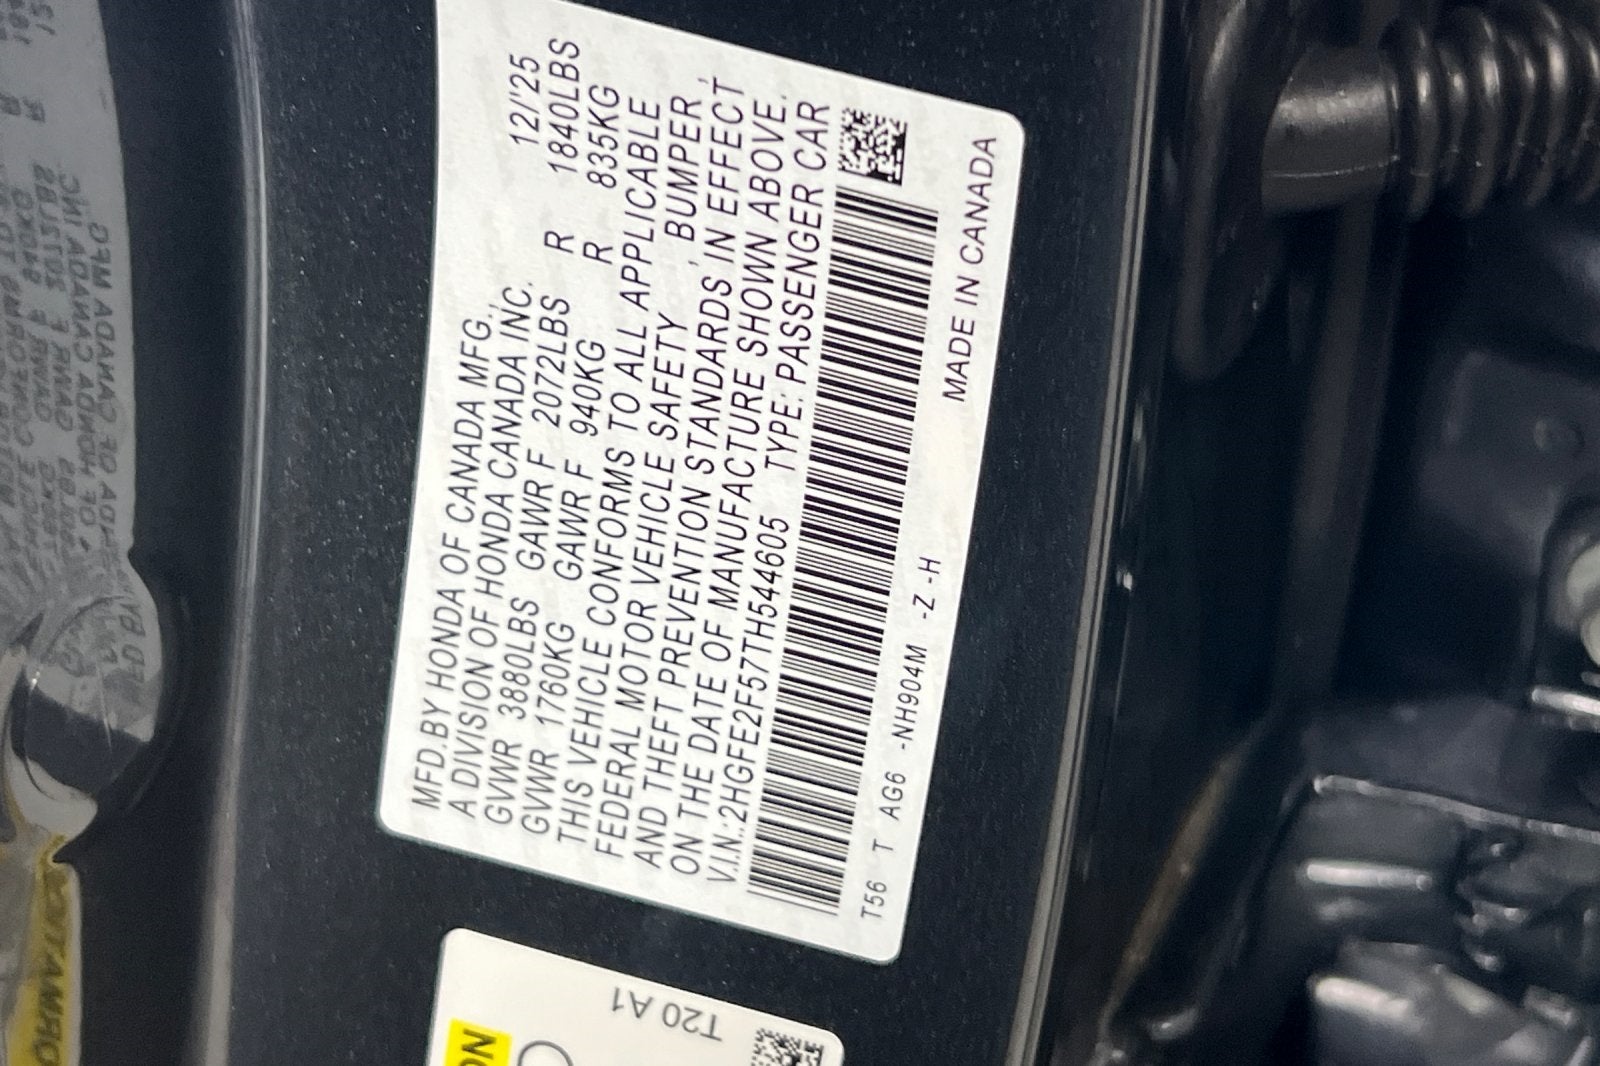 MFD.BY HONDA OF CANADA MFG.,
A DIVISION OF HONDA CANADA INC. 12/'25
GVWR 3880LBS GAWR F 2072LBS R 1840LBS
GVWR 1760KG GAWR F 940KG R 835KG
THIS VEHICLE CONFORMS TO ALL APPLICABLE
FEDERAL MOTOR VEHICLE SAFETY , BUMPER ,
AND THEFT PREVENTION STANDARDS IN EFFECT
ON THE DATE OF MANUFACTURE SHOWN ABOVE.
V.I.N.:2HGFE2F57TH544605 TYPE: PASSENGER CAR
T56 T AG6 -NH904M -Z -H
MADE IN CANADA
T20 A1